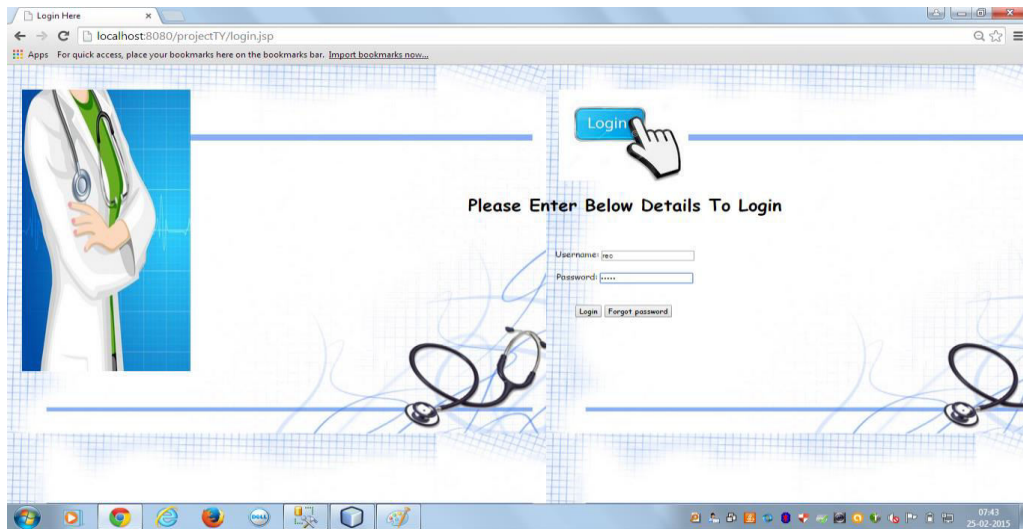 Login Here
localhost:8080/projectTY/login.jsp
Apps For quick access, place your bookmarks here on the bookmarks bar. Import bookmarks now...
Login
Please Enter Below Details To Login
Username: rec
Password: •••••
Login Forgot password
DELL
07:43
25-02-2015